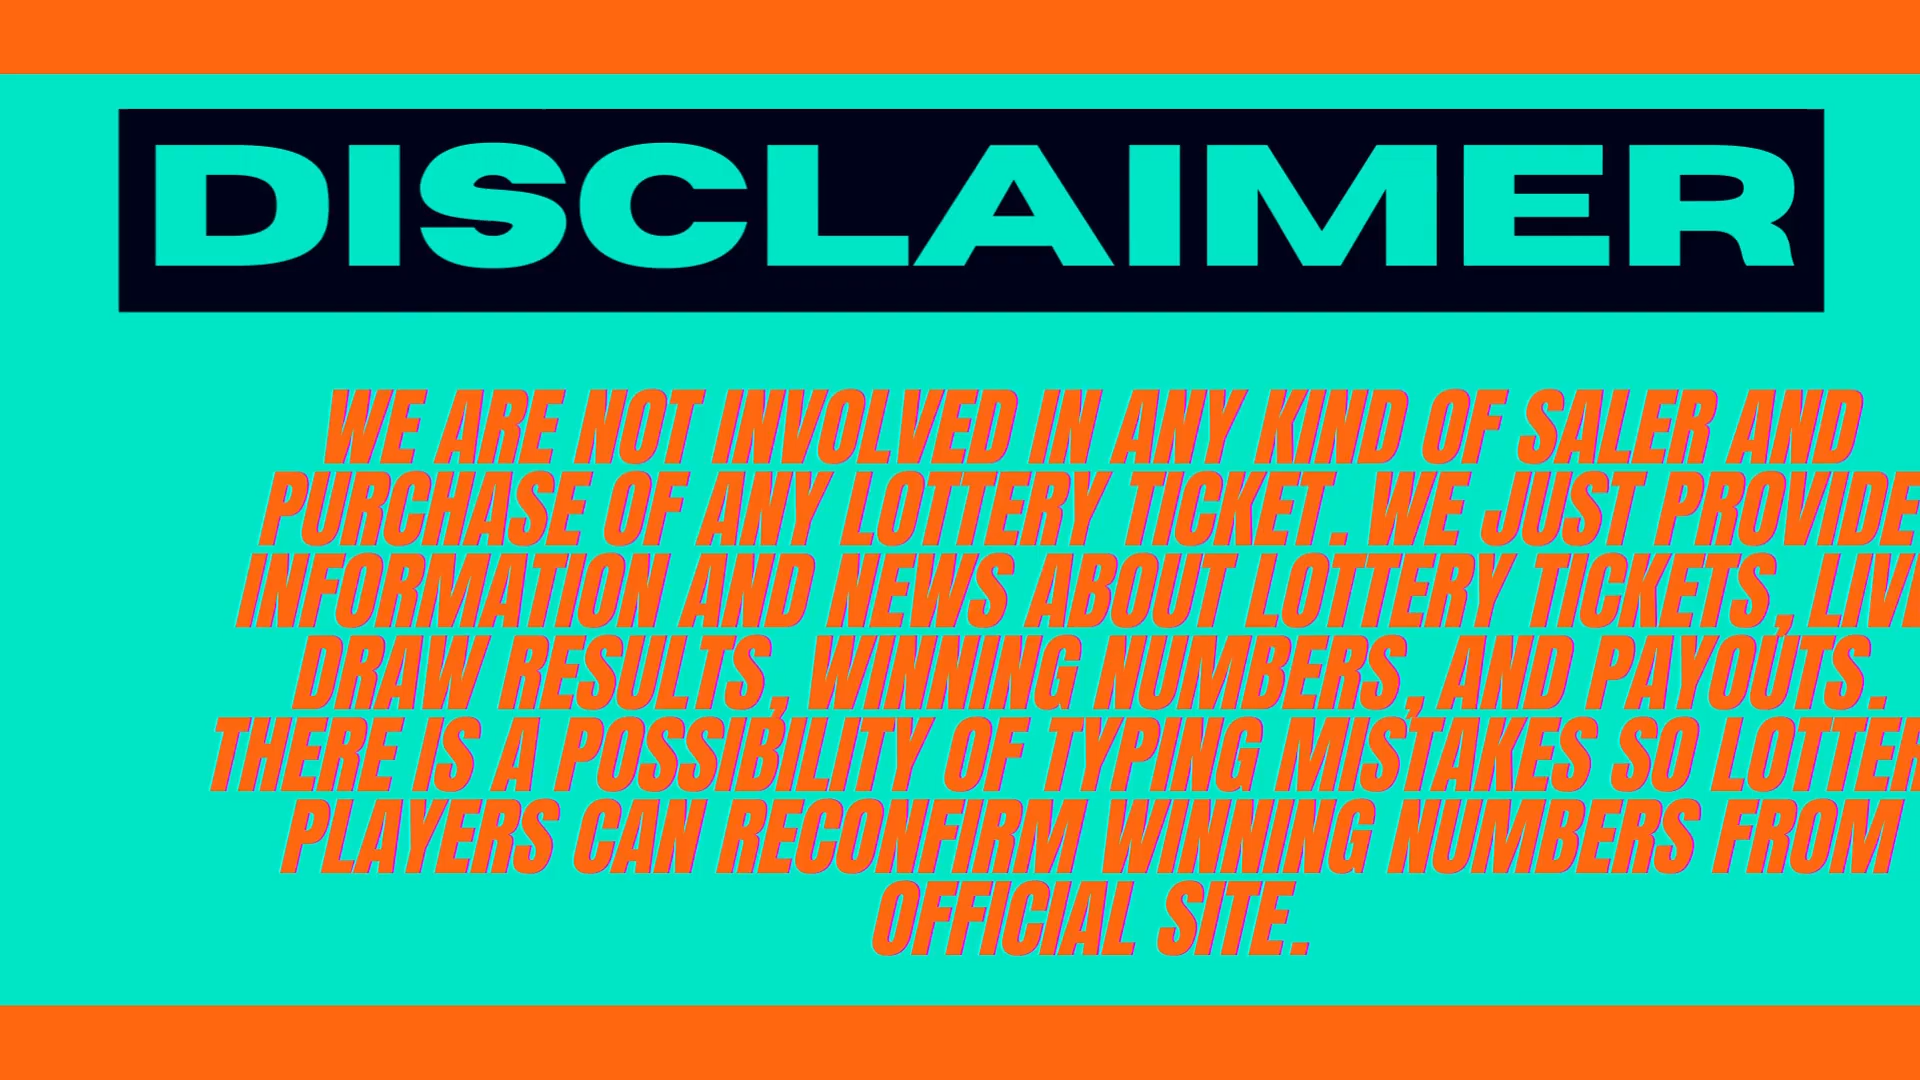 DISCLAIMER
WE ARE NOT INVOLVED IN ANY KIND OF SALER AND
PURCHASE OF ANY LOTTERY TICKET. WE JUST PROVIDE
INFORMATION AND NEWS ABOUT LOTTERY TICKETS, LIVE
DRAW RESULTS, WINNING NUMBERS, AND PAYOUTS.
THERE IS A POSSIBILITY OF TYPING MISTAKES SO LOTTER
PLAYERS CAN RECONFIRM WINNING NUMBERS FROM
OFFICIAL SITE.